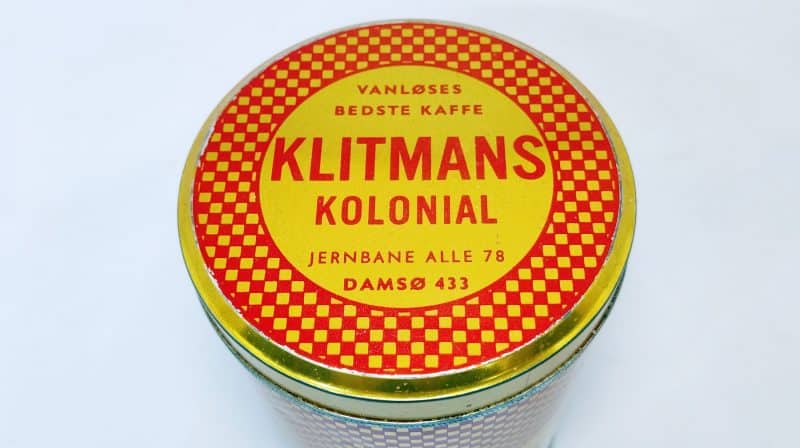 VANLØSES
BEDSTE KAFFE
KLITMANS
KOLONIAL
JERNBANE ALLE 78
DAMSØ 433